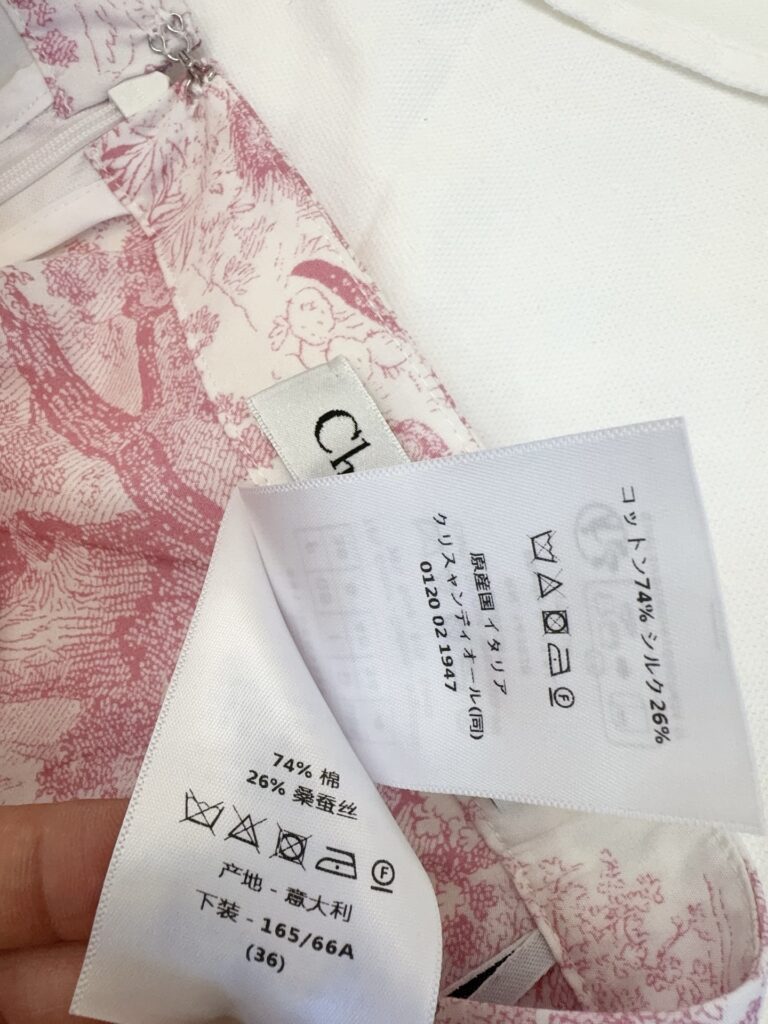 Ch
コットン74% シルク26%
原産国 イタリア
クリスチャンディオール(同)
0120 02 1947
74% 棉
26% 桑蚕丝
F
产地 - 意大利
下装 - 165/66A
(36)